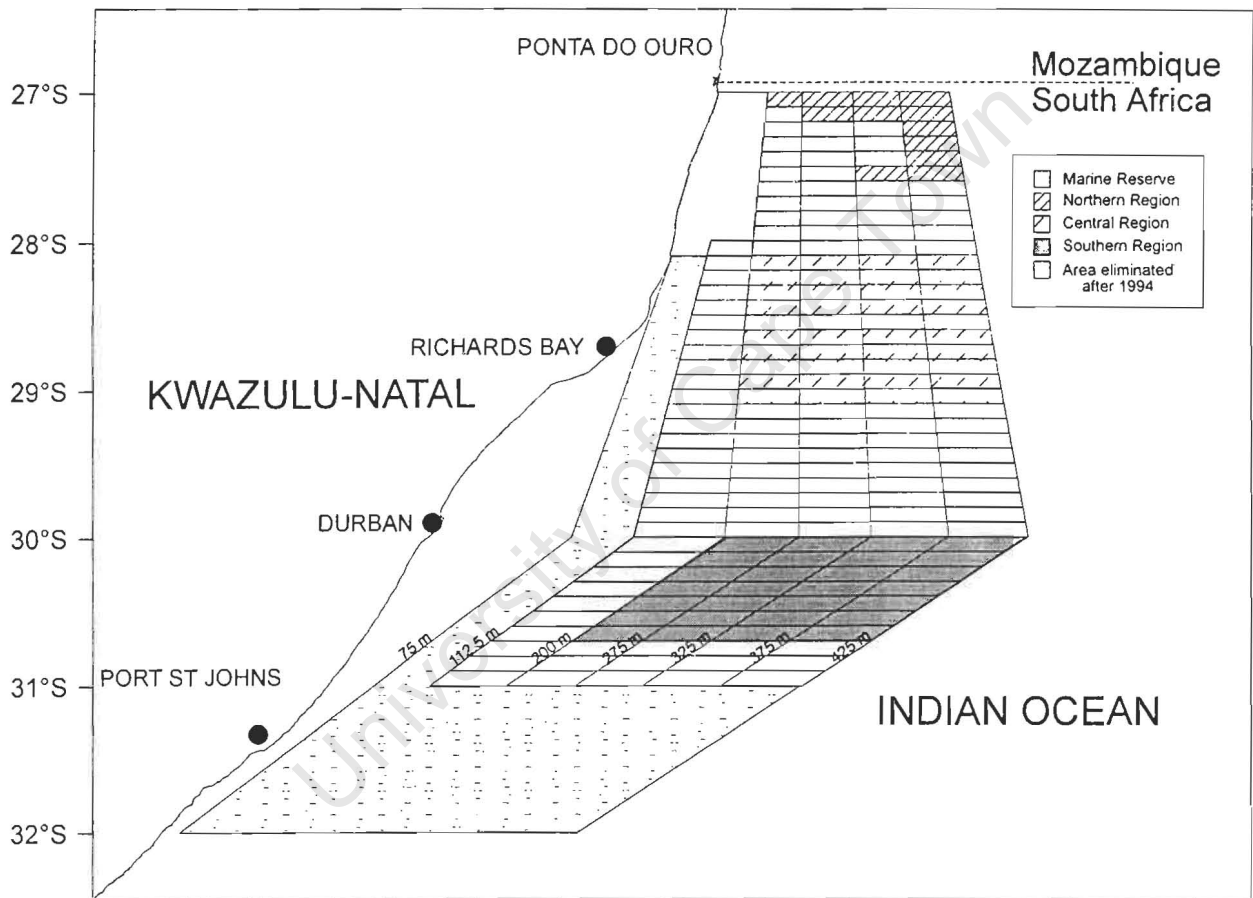 PONTA DO OURO
Mozambique
South Africa
27°S
28°S
29°S
30°S
31°S
32°S
Marine Reserve
Northern Region
Central Region
Southern Region
Area eliminated
after 1994
RICHARDS BAY
KWAZULU-NATAL
DURBAN
PORT ST JOHNS
75 m
112.5 m
200 m
275 m
325 m
375 m
425 m
INDIAN OCEAN
University of Cape Town